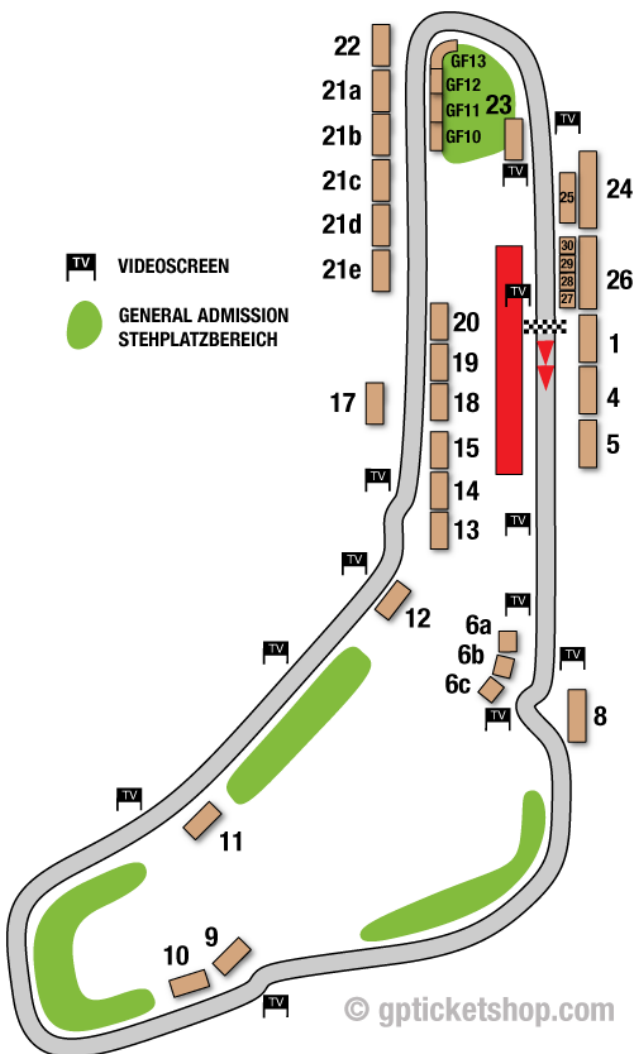 22
GF13
21a
GF12
23
GF11
TV
21b
GF10
TV
21c
24
25
21d
TV VIDEOSCREEN
21e
30
29
26
28
27
TV
GENERAL ADMISSION
STEHPLATZBEREICH
20
1
19
4
17
18
15
5
TV
14
TV
13
TV
12
TV
6a
TV
6b
TV
6c
8
TV
TV
11
9
10
TV
© gpticketshop.com